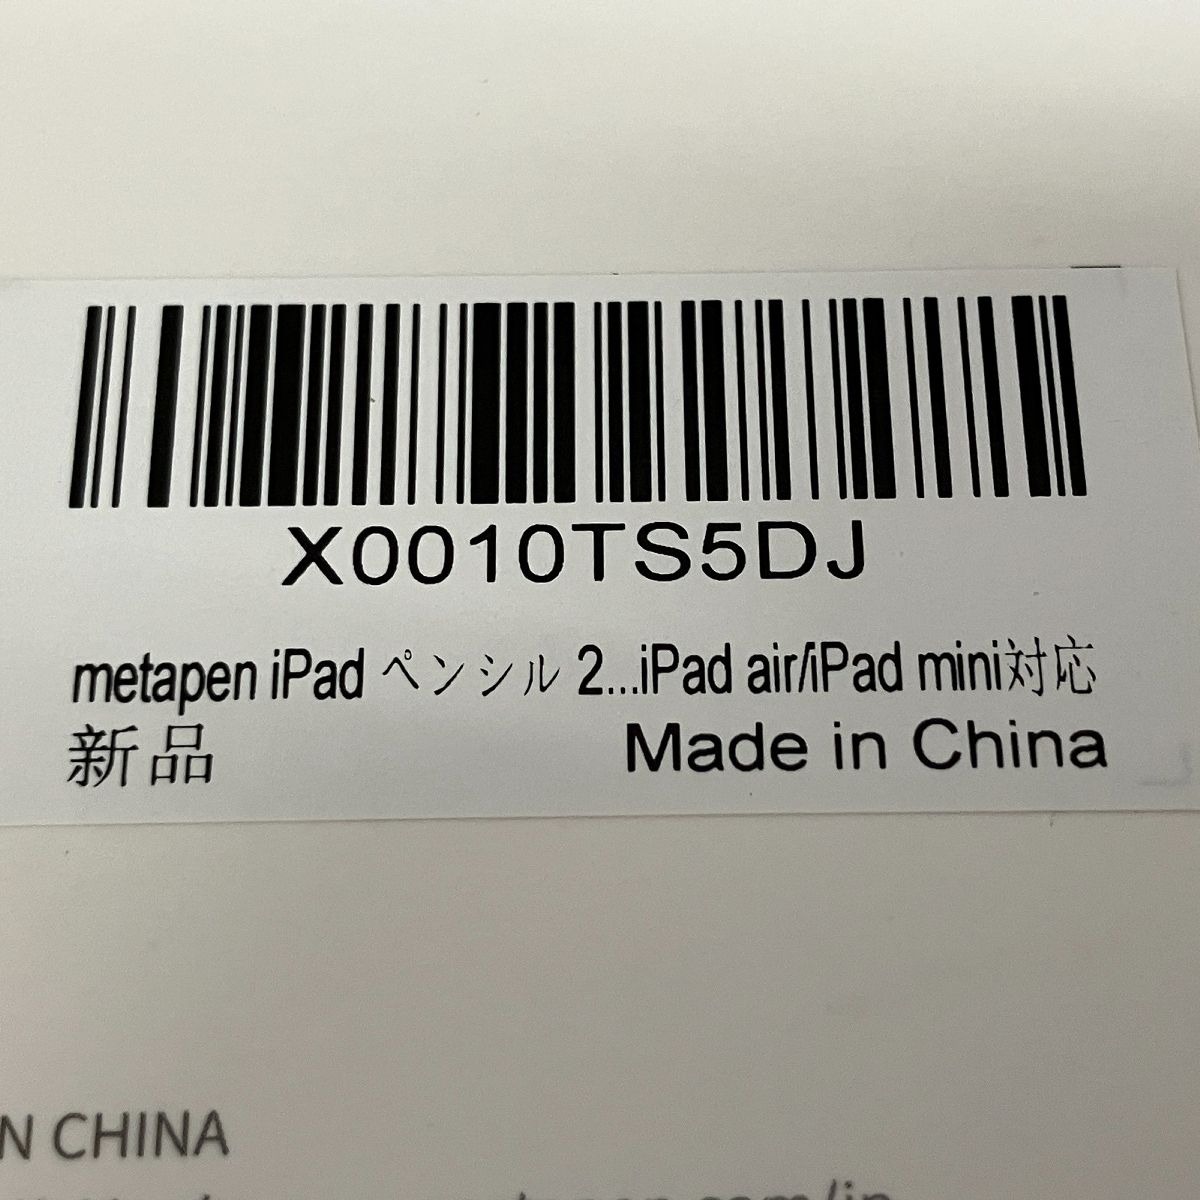 X0010TS5DJ
metapen iPad ペンシル 2...iPad air/iPad mini対応
新品 Made in China
N CHINA